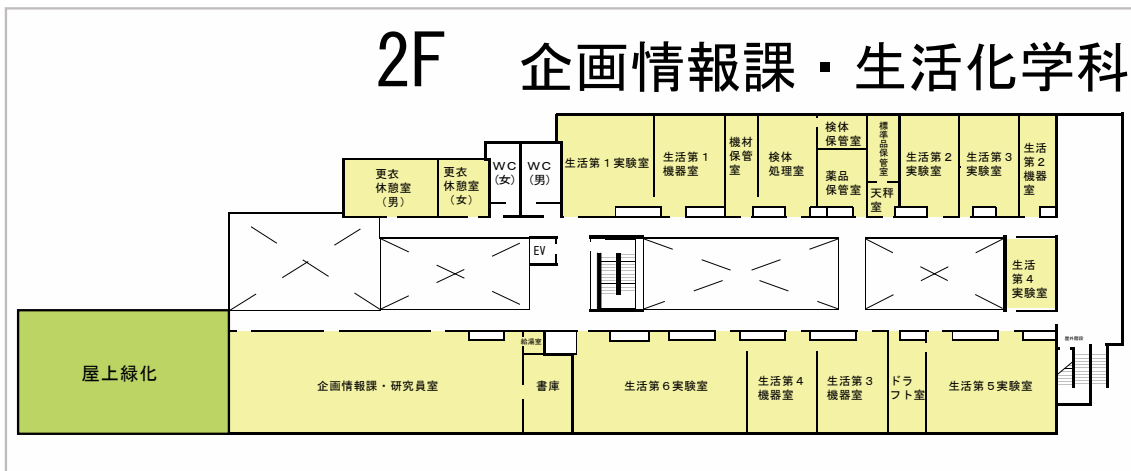 2F 企画情報課・生活化学科
更衣
休憩室
(男)
更衣
休憩室
(女)
WC
(女)
WC
(男)
生活第1実験室
生活第1
機器室
機材
保管
室
検体
処理室
検体
保管室
薬品
保管室
標準品保管室
天秤
室
生活第2
実験室
生活第3
実験室
生活
第2
機器
室
EV
生活
第4
実験室
屋上緑化
企画情報課・研究員室
給湯室
書庫
生活第6実験室
生活第4
機器室
生活第3
機器室
ドラ
フト室
生活第5実験室
屋外階段